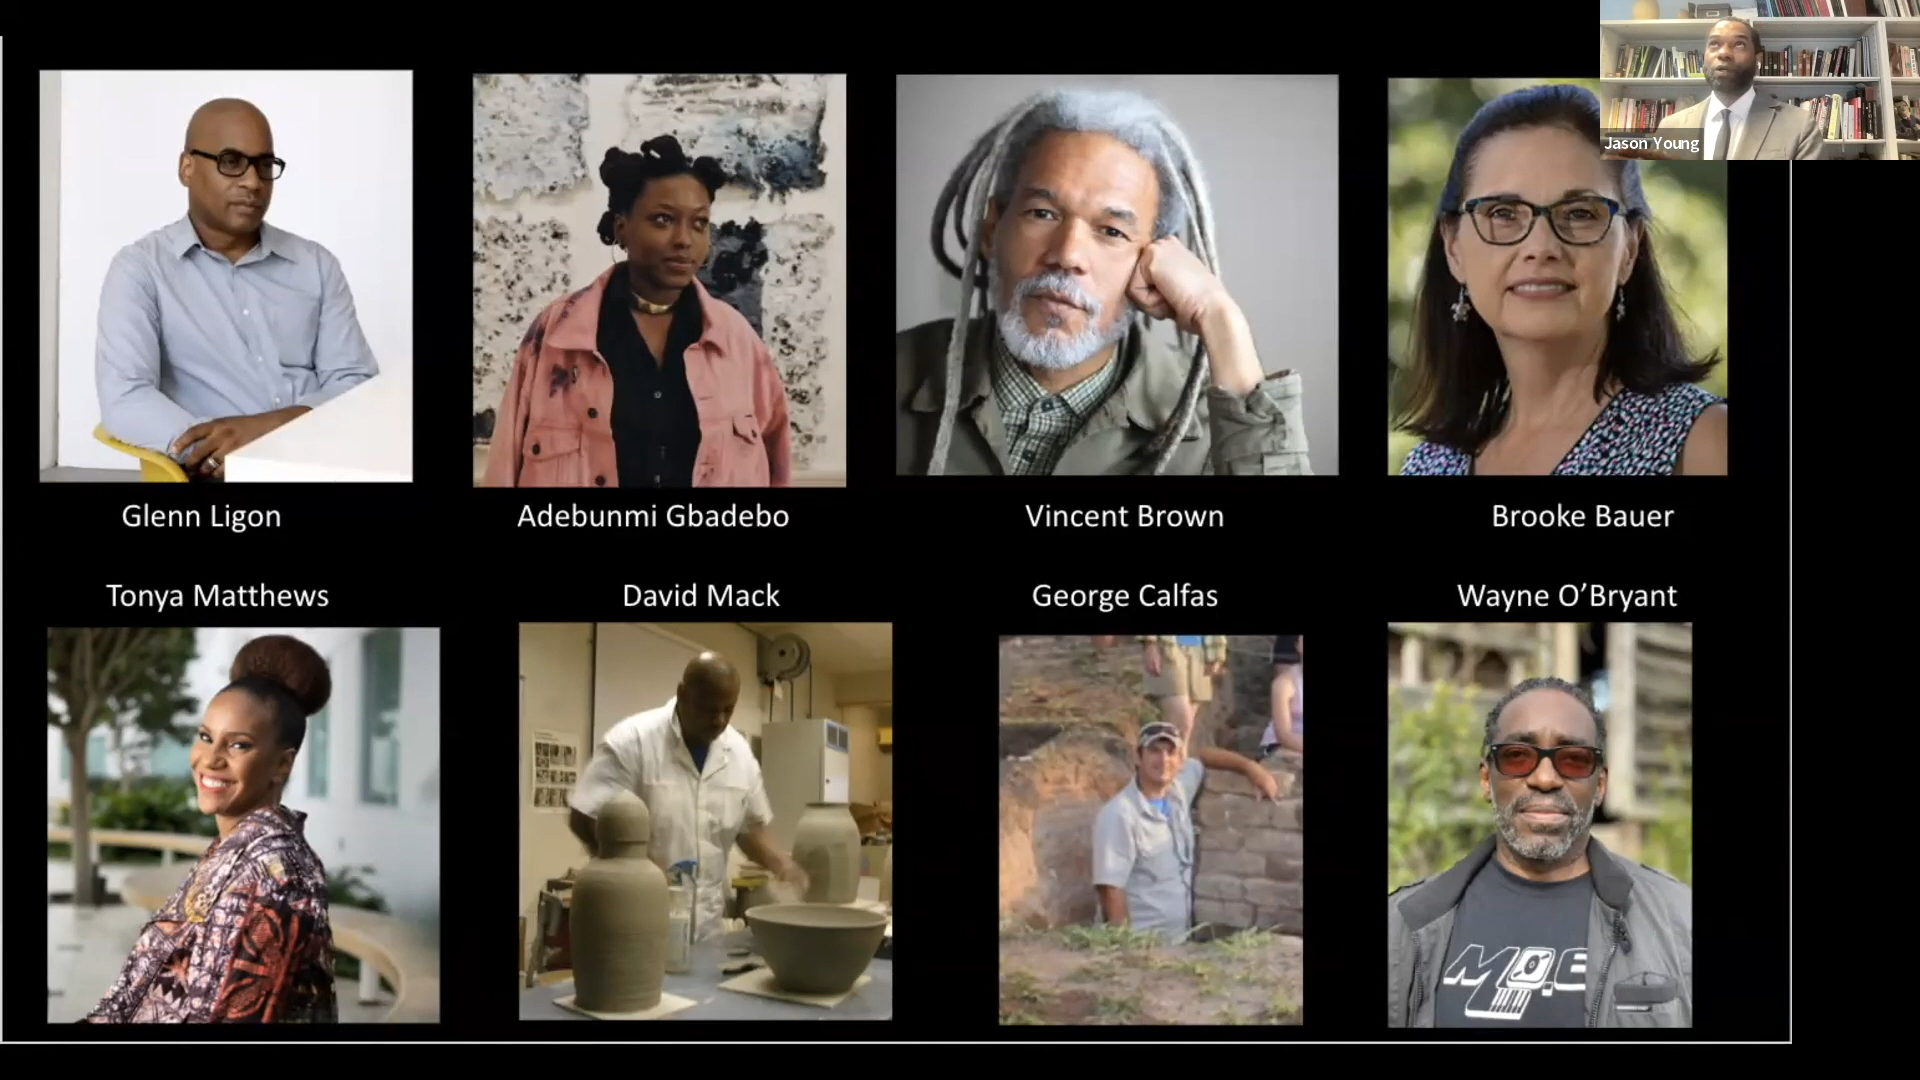 Jason Young
Glenn Ligon
Adebunmi Gbadebo
Vincent Brown
Brooke Bauer
Tonya Matthews
David Mack
George Calfas
Wayne O’Bryant